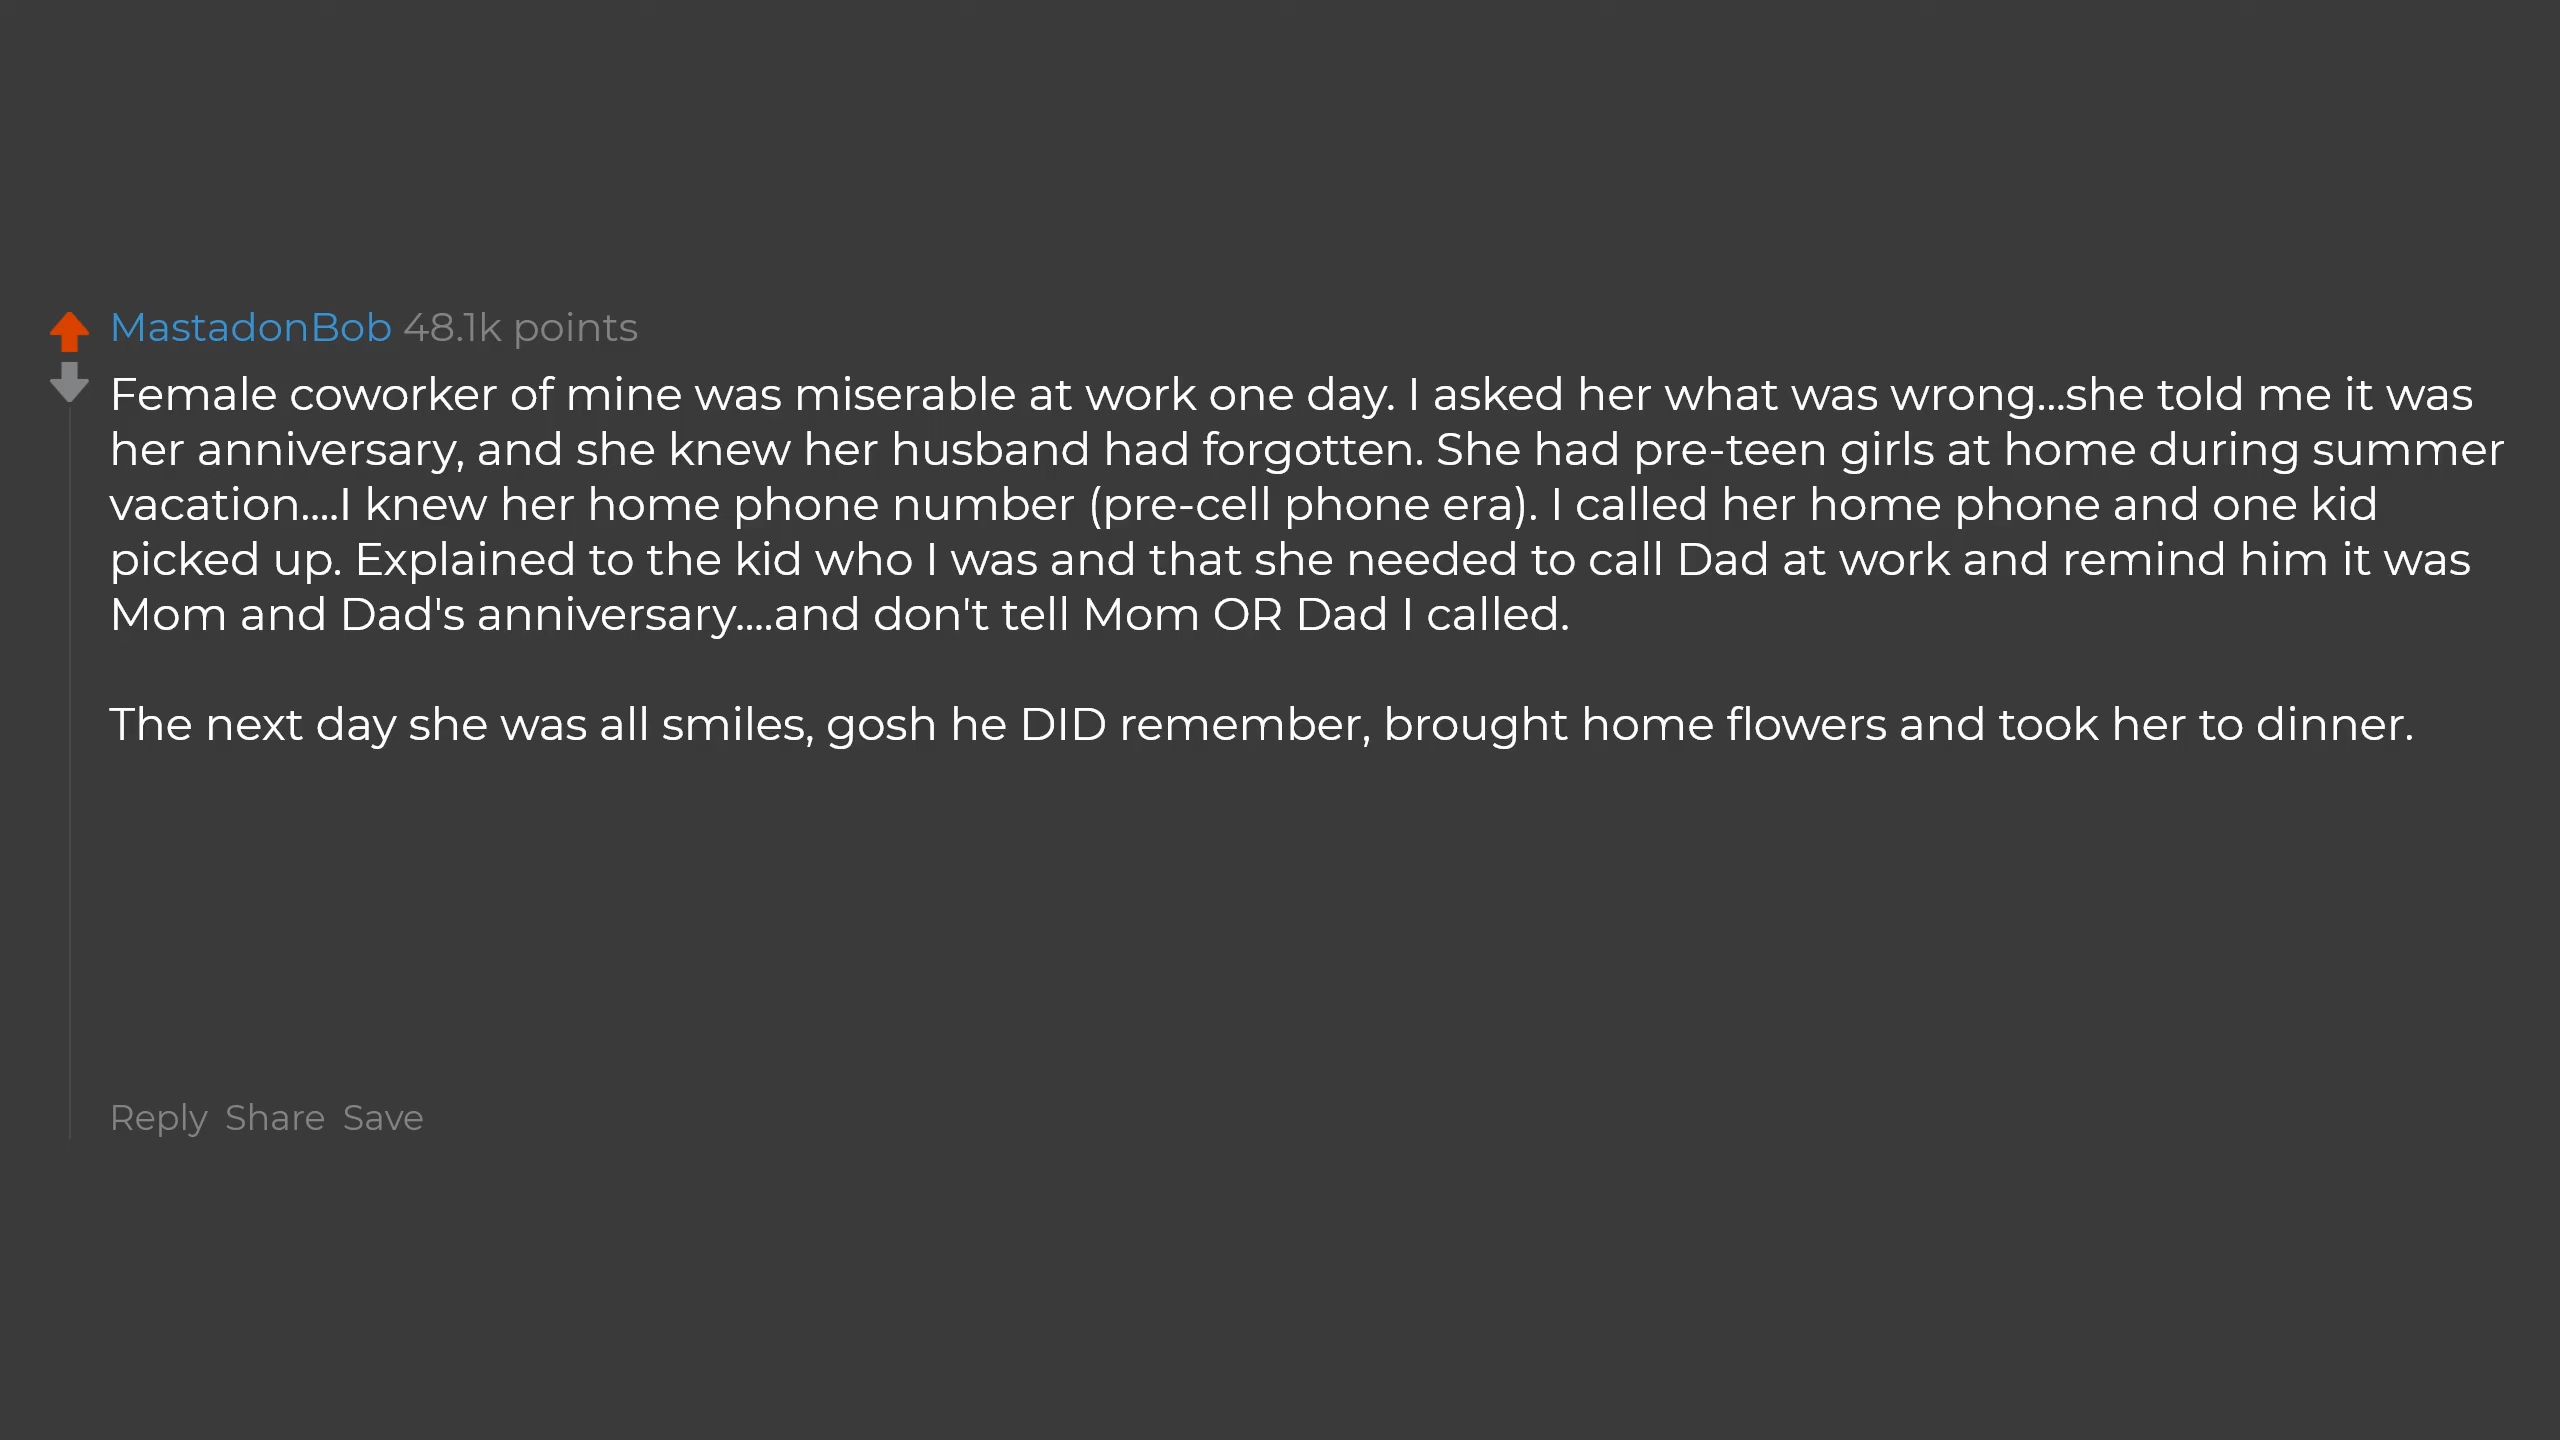 MastadonBob 48.1k points
Female coworker of mine was miserable at work one day. I asked her what was wrong...she told me it was
her anniversary, and she knew her husband had forgotten. She had pre-teen girls at home during summer
vacation....I knew her home phone number (pre-cell phone era). I called her home phone and one kid
picked up. Explained to the kid who I was and that she needed to call Dad at work and remind him it was
Mom and Dad's anniversary....and don't tell Mom OR Dad I called.
The next day she was all smiles, gosh he DID remember, brought home flowers and took her to dinner.
Reply Share Save